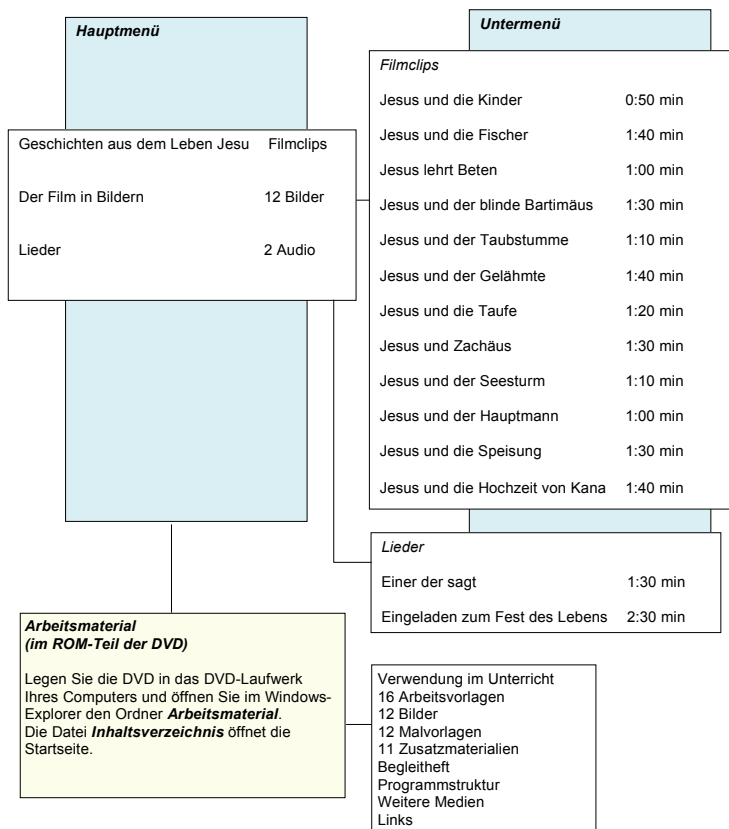 Hauptmenü
Geschichten aus dem Leben Jesu Filmclips
Der Film in Bildern 12 Bilder
Lieder 2 Audio
Untermenü
Filmclips
Jesus und die Kinder 0:50 min
Jesus und die Fischer 1:40 min
Jesus lehrt Beten 1:00 min
Jesus und der blinde Bartimäus 1:30 min
Jesus und der Taubstumme 1:10 min
Jesus und der Gelähmte 1:40 min
Jesus und die Taufe 1:20 min
Jesus und Zachäus 1:30 min
Jesus und der Seesturm 1:10 min
Jesus und der Hauptmann 1:00 min
Jesus und die Speisung 1:30 min
Jesus und die Hochzeit von Kana 1:40 min
Lieder
Einer der sagt 1:30 min
Eingeladen zum Fest des Lebens 2:30 min
Arbeitsmaterial
(im ROM-Teil der DVD)
Legen Sie die DVD in das DVD-Laufwerk
Ihres Computers und öffnen Sie im Windows-
Explorer den Ordner Arbeitsmaterial.
Die Datei Inhaltsverzeichnis öffnet die
Startseite.
Verwendung im Unterricht
16 Arbeitsvorlagen
12 Bilder
12 Malvorlagen
11 Zusatzmaterialien
Begleitheft
Programmstruktur
Weitere Medien
Links